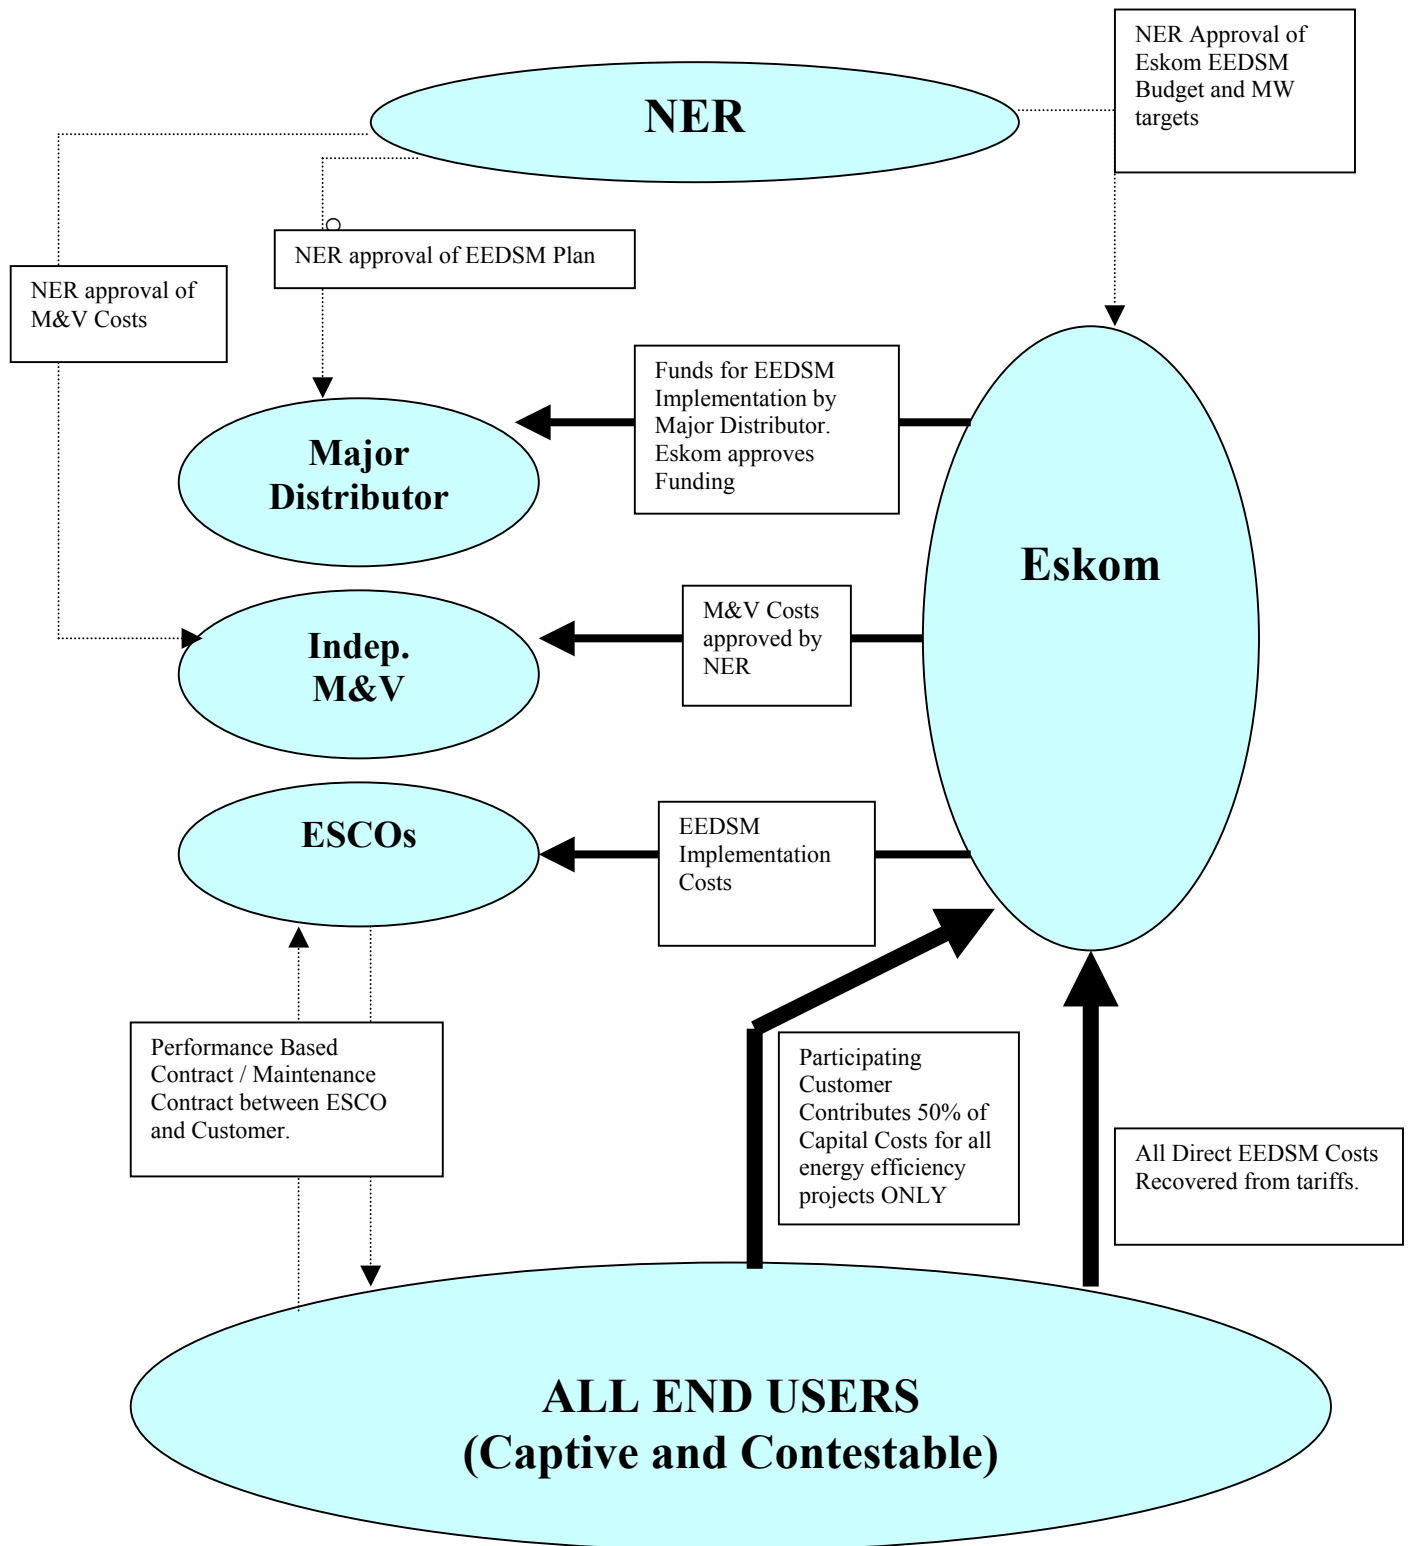 NER Approval of
Eskom EEDSM
Budget and MW
targets
NER
NER approval of EEDSM Plan
NER approval of
M&V Costs
Funds for EEDSM
Implementation by
Major Distributor.
Eskom approves
Funding
Major
Distributor
Eskom
M&V Costs
approved by
NER
Indep.
M&V
ESCOs
EEDSM
Implementation
Costs
Performance Based
Contract / Maintenance
Contract between ESCO
and Customer.
Participating
Customer
Contributes 50% of
Capital Costs for all
energy efficiency
projects ONLY
All Direct EEDSM Costs
Recovered from tariffs.
ALL END USERS
(Captive and Contestable)